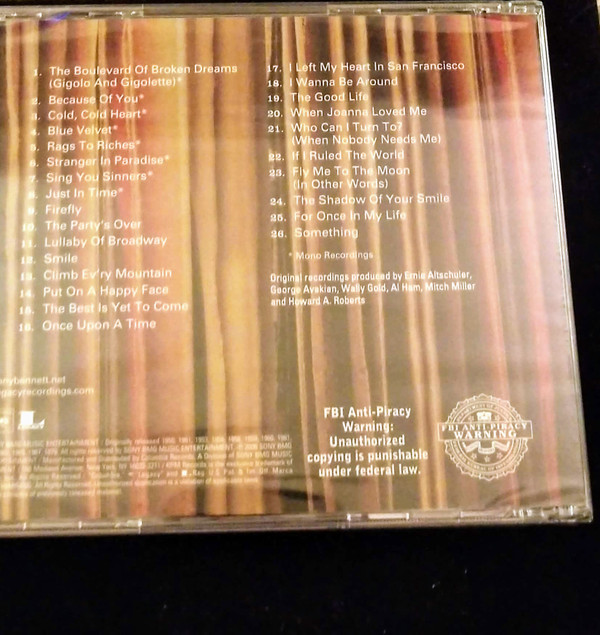 1. The Boulevard Of Broken Dreams
(Gigolo And Gigolette)*
2. Because Of You*
3. Cold, Cold Heart*
4. Blue Velvet*
5. Rags To Riches*
6. Stranger In Paradise*
7. Sing You Sinners*
8. Just In Time*
9. Firefly
10. The Party's Over
11. Lullaby Of Broadway
12. Smile
13. Climb Ev'ry Mountain
14. Put On A Happy Face
15. The Best Is Yet To Come
16. Once Upon A Time
17. I Left My Heart In San Francisco
18. I Wanna Be Around
19. The Good Life
20. When Joanna Loved Me
21. Who Can I Turn To?
(When Nobody Needs Me)
22. If I Ruled The World
23. Fly Me To The Moon
(In Other Words)
24. The Shadow Of Your Smile
25. For Once In My Life
26. Something
* Mono Recordings
Original recordings produced by Ernie Altschuler,
George Avakian, Wally Gold, Al Ham, Mitch Miller
and Howard A. Roberts
nybennett.net
gacyrecordings.com
FBI Anti-Piracy
Warning:
Unauthorized
copying is punishable
under federal law.
FBI ANTI-PIRACY
WARNING